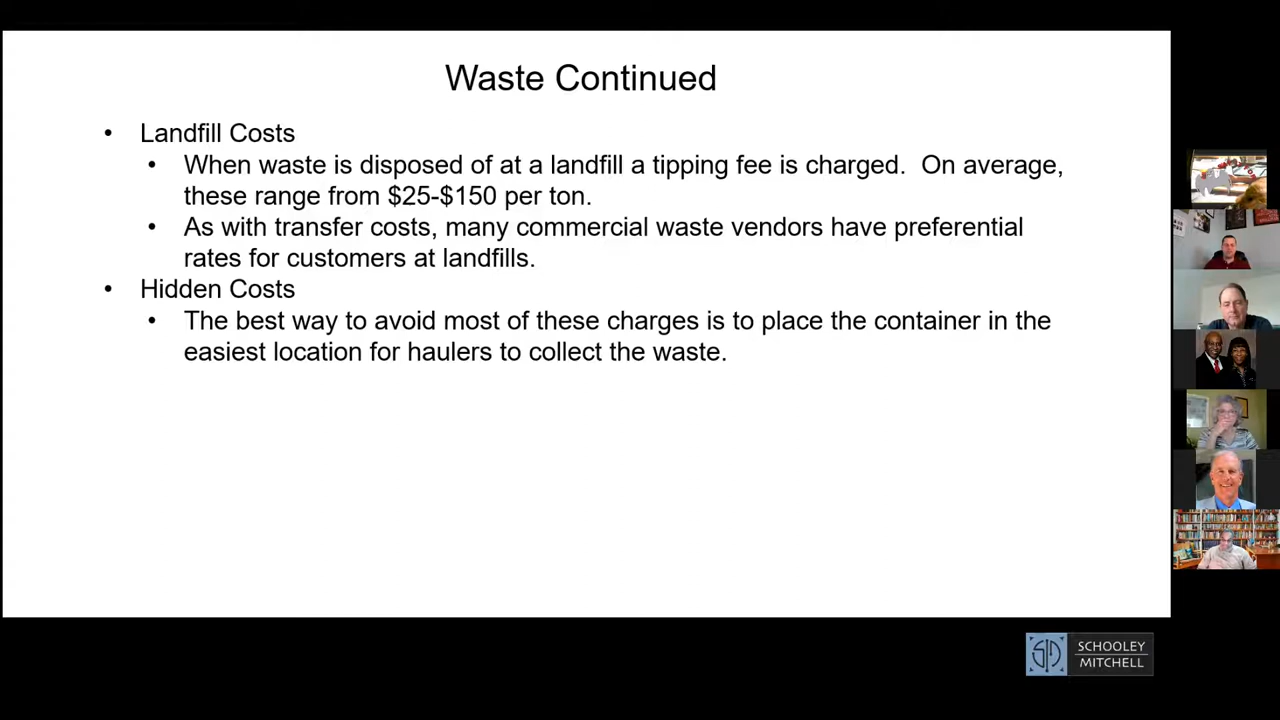 Waste Continued
• Landfill Costs
• When waste is disposed of at a landfill a tipping fee is charged.  On average,
these range from $25-$150 per ton.
• As with transfer costs, many commercial waste vendors have preferential
rates for customers at landfills.
• Hidden Costs
• The best way to avoid most of these charges is to place the container in the
easiest location for haulers to collect the waste.
SCHOOLEY
MITCHELL